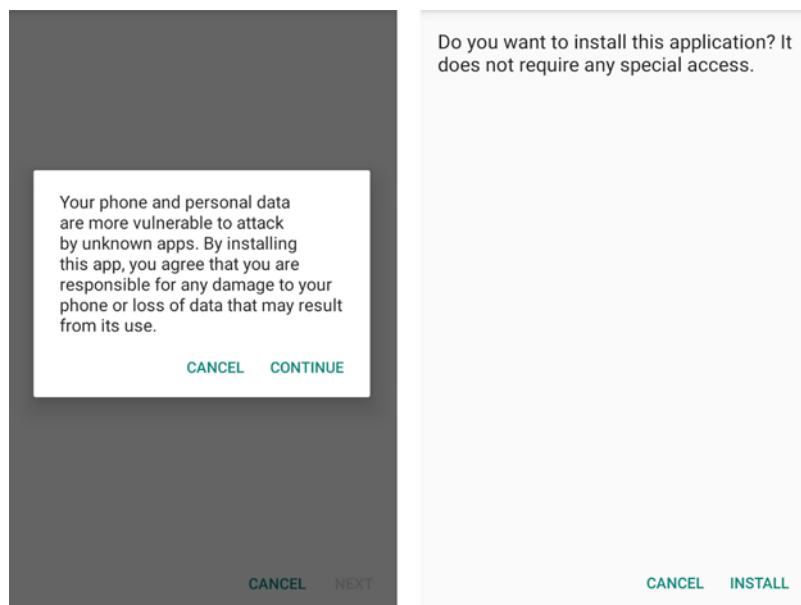 Your phone and personal data
are more vulnerable to attack
by unknown apps. By installing
this app, you agree that you are
responsible for any damage to your
phone or loss of data that may result
from its use.
CANCEL CONTINUE
CANCEL NEXT
Do you want to install this application? It
does not require any special access.
CANCEL INSTALL